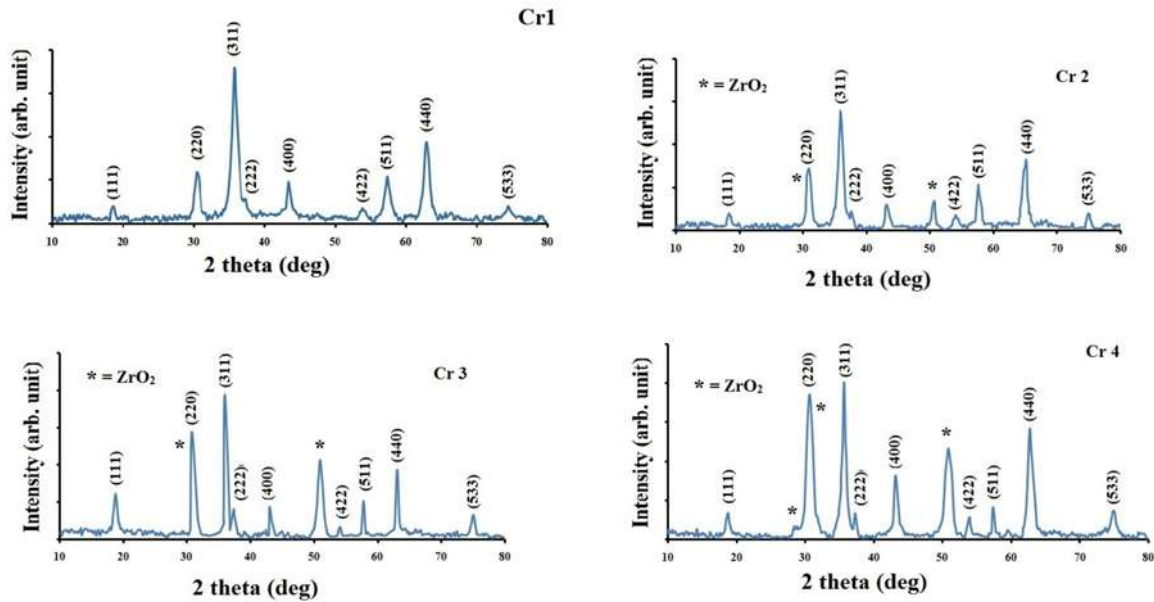 Cr1
Intensity (arb. unit)
(111)
(220)
(311)
(222)
(400)
(422)
(511)
(440)
(533)
10 20 30 40 50 60 70 80
2 theta (deg)
* = ZrO₂
Cr 2
Intensity (arb. unit)
(111)
*
(220)
(311)
(222)
(400)
*
(422)
(511)
(440)
(533)
10 20 30 40 50 60 70 80
2 theta (deg)
* = ZrO₂
Cr 3
Intensity (arb. unit)
(111)
*
(220)
(311)
(222)
(400)
*
(422)
(511)
(440)
(533)
10 20 30 40 50 60 70 80
2 theta (deg)
* = ZrO₂
Cr 4
Intensity (arb. unit)
(111)
*
(220)
*
(311)
(222)
(400)
*
(422)
(511)
(440)
(533)
10 20 30 40 50 60 70 80
2 theta (deg)